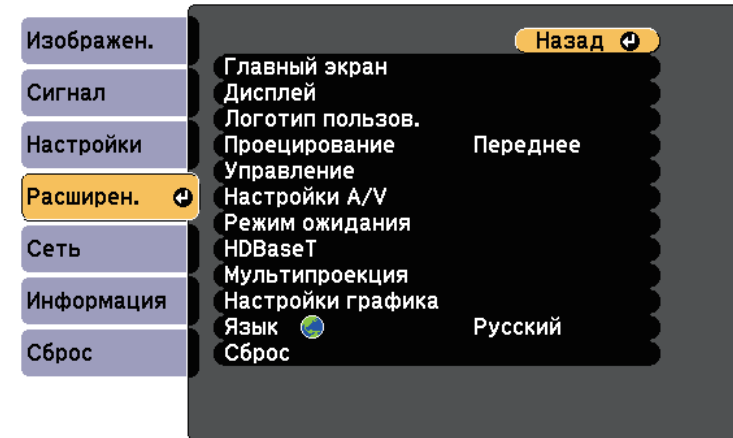 Изображен.
Сигнал
Настройки
Расширен.
Сеть
Информация
Сброс
Назад
Главный экран
Дисплей
Логотип пользов.
Проецирование Переднее
Управление
Настройки A/V
Режим ожидания
HDBaseT
Мультипроекция
Настройки графика
Язык Русский
Сброс